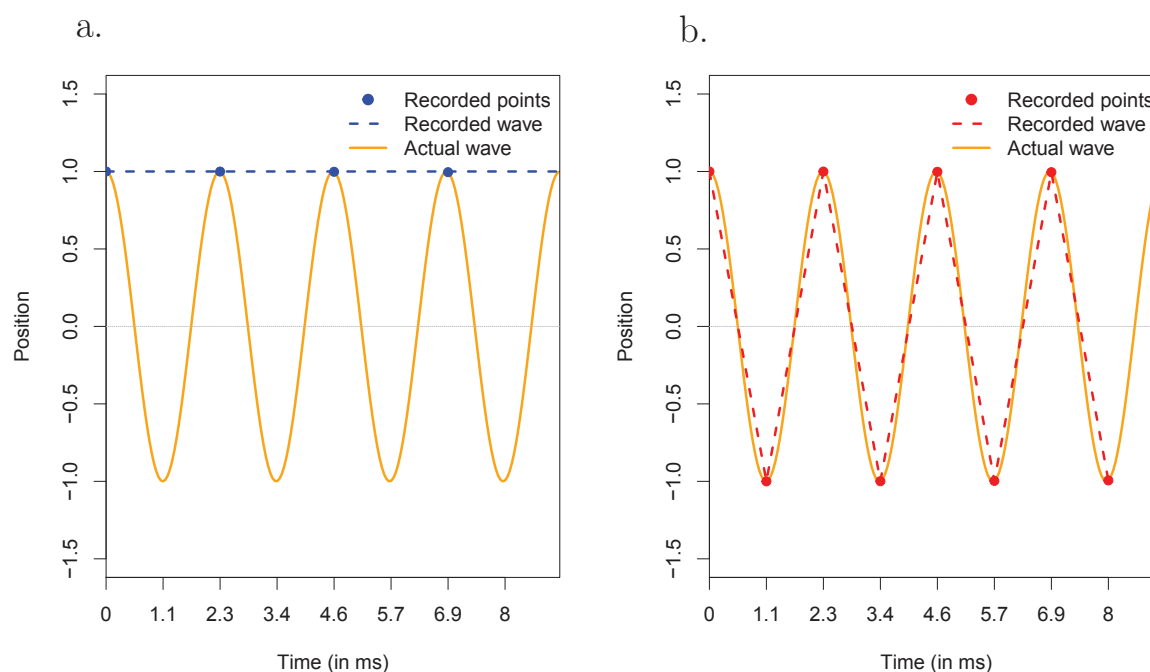 a.
Recorded points
Recorded wave
Actual wave
1.5
1.0
0.5
0.0
−0.5
−1.0
−1.5
Position
0 1.1 2.3 3.4 4.6 5.7 6.9 8
Time (in ms)
b.
Recorded points
Recorded wave
Actual wave
1.5
1.0
0.5
0.0
−0.5
−1.0
−1.5
Position
0 1.1 2.3 3.4 4.6 5.7 6.9 8
Time (in ms)